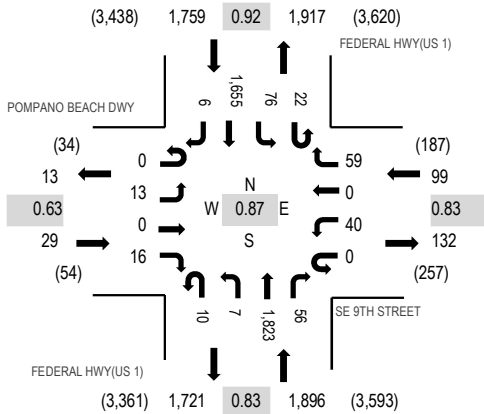 (3,438) 1,759 0.92 1,917 (3,620)
FEDERAL HWY(US 1)
POMPANO BEACH DWY
6 1,655 76 22
(34) 0 59 (187)
13 13 N 0 99
0.63 W 0.87 E 0.83
29 0 S 40 132
(54) 16 0 (257)
10 7 1,823 56
SE 9TH STREET
FEDERAL HWY(US 1)
(3,361) 1,721 0.83 1,896 (3,593)